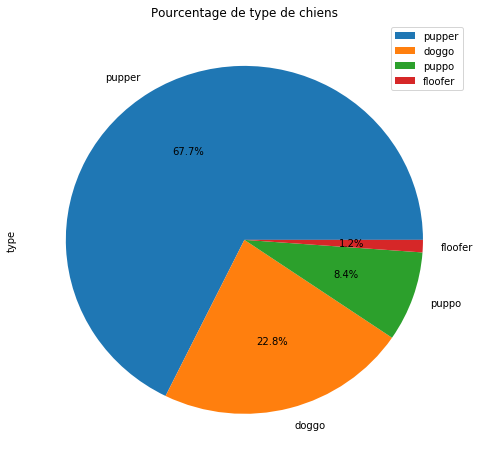 Pourcentage de type de chiens
pupper
doggo
puppo
floofer
pupper
67.7%
type
1.2%
floofer
8.4%
puppo
22.8%
doggo